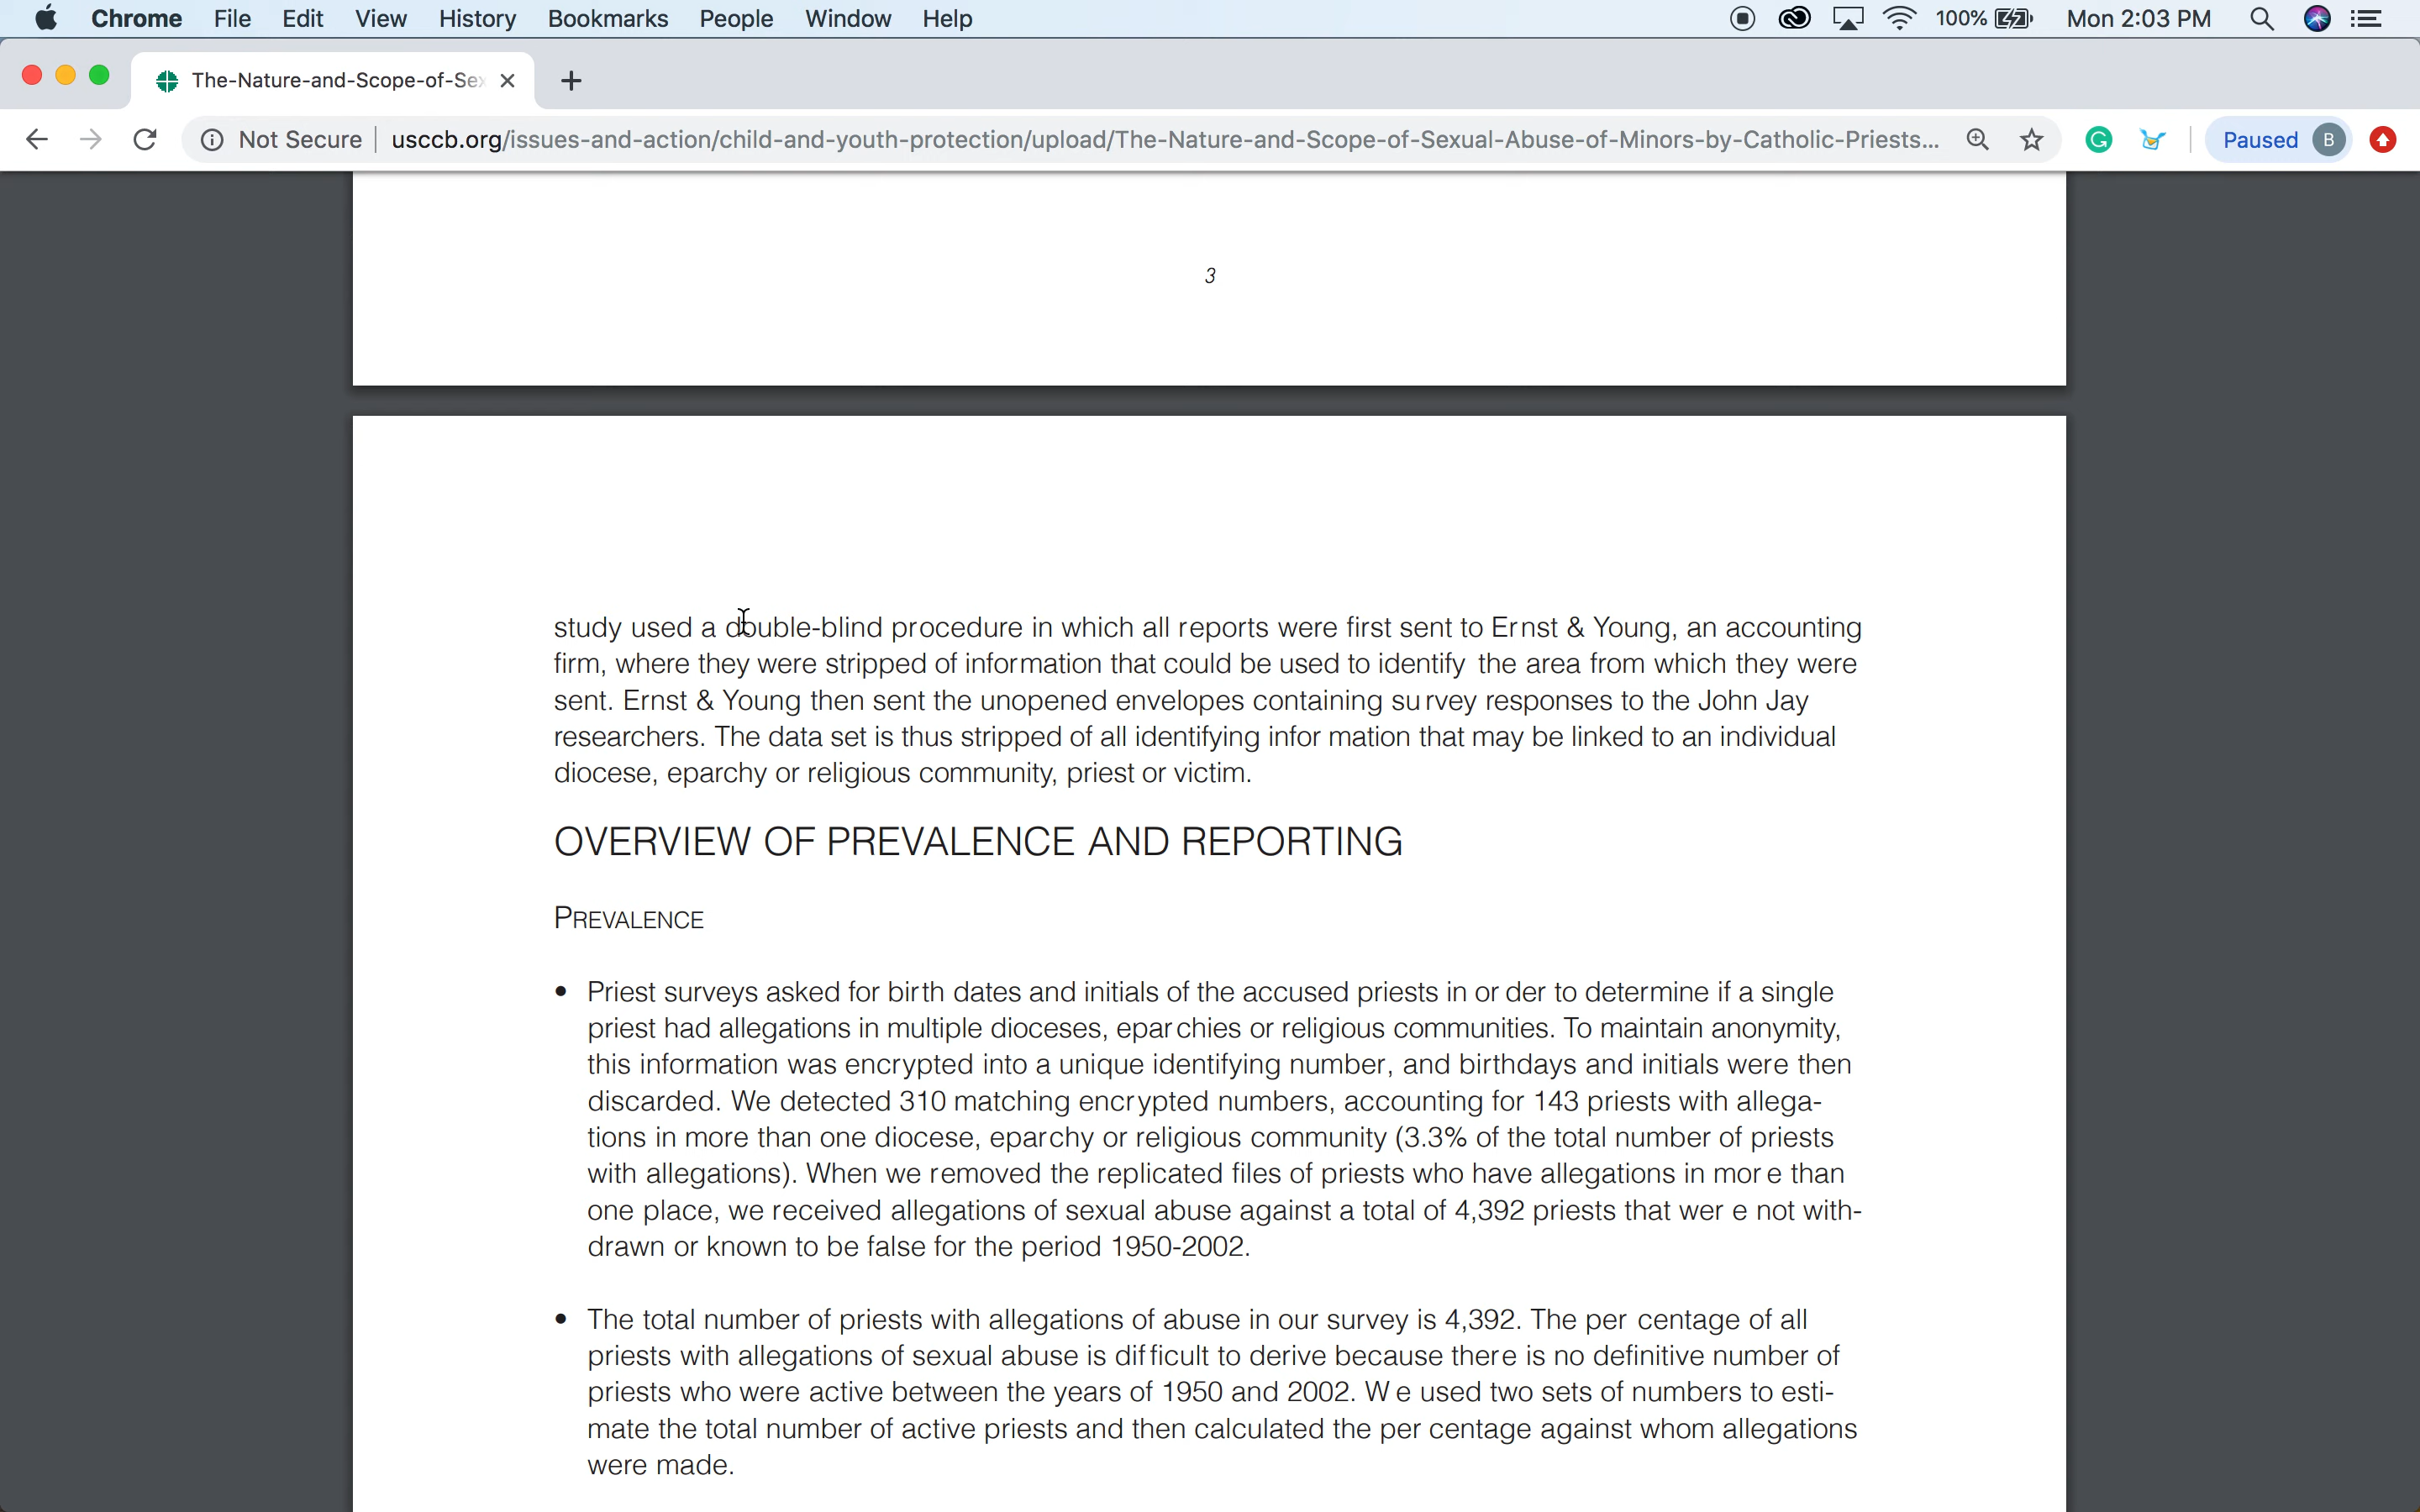 Chrome File Edit View History Bookmarks People Window Help 100% Mon 2:03 PM
The-Nature-and-Scope-of-Sex
Not Secure usccb.org/issues-and-action/child-and-youth-protection/upload/The-Nature-and-Scope-of-Sexual-Abuse-of-Minors-by-Catholic-Priests... Paused B
3
study used a double-blind procedure in which all reports were first sent to Ernst & Young, an accounting
firm, where they were stripped of information that could be used to identify the area from which they were
sent. Ernst & Young then sent the unopened envelopes containing su rvey responses to the John Jay
researchers. The data set is thus stripped of all identifying infor mation that may be linked to an individual
diocese, eparchy or religious community, priest or victim.
OVERVIEW OF PREVALENCE AND REPORTING
PREVALENCE
• Priest surveys asked for birth dates and initials of the accused priests in or der to determine if a single
priest had allegations in multiple dioceses, eparchies or religious communities. To maintain anonymity,
this information was encrypted into a unique identifying number, and birthdays and initials were then
discarded. We detected 310 matching encrypted numbers, accounting for 143 priests with allega-
tions in more than one diocese, eparchy or religious community (3.3% of the total number of priests
with allegations). When we removed the replicated files of priests who have allegations in mor e than
one place, we received allegations of sexual abuse against a total of 4,392 priests that wer e not with-
drawn or known to be false for the period 1950-2002.
• The total number of priests with allegations of abuse in our survey is 4,392. The per centage of all
priests with allegations of sexual abuse is difficult to derive because there is no definitive number of
priests who were active between the years of 1950 and 2002. W e used two sets of numbers to esti-
mate the total number of active priests and then calculated the per centage against whom allegations
were made.